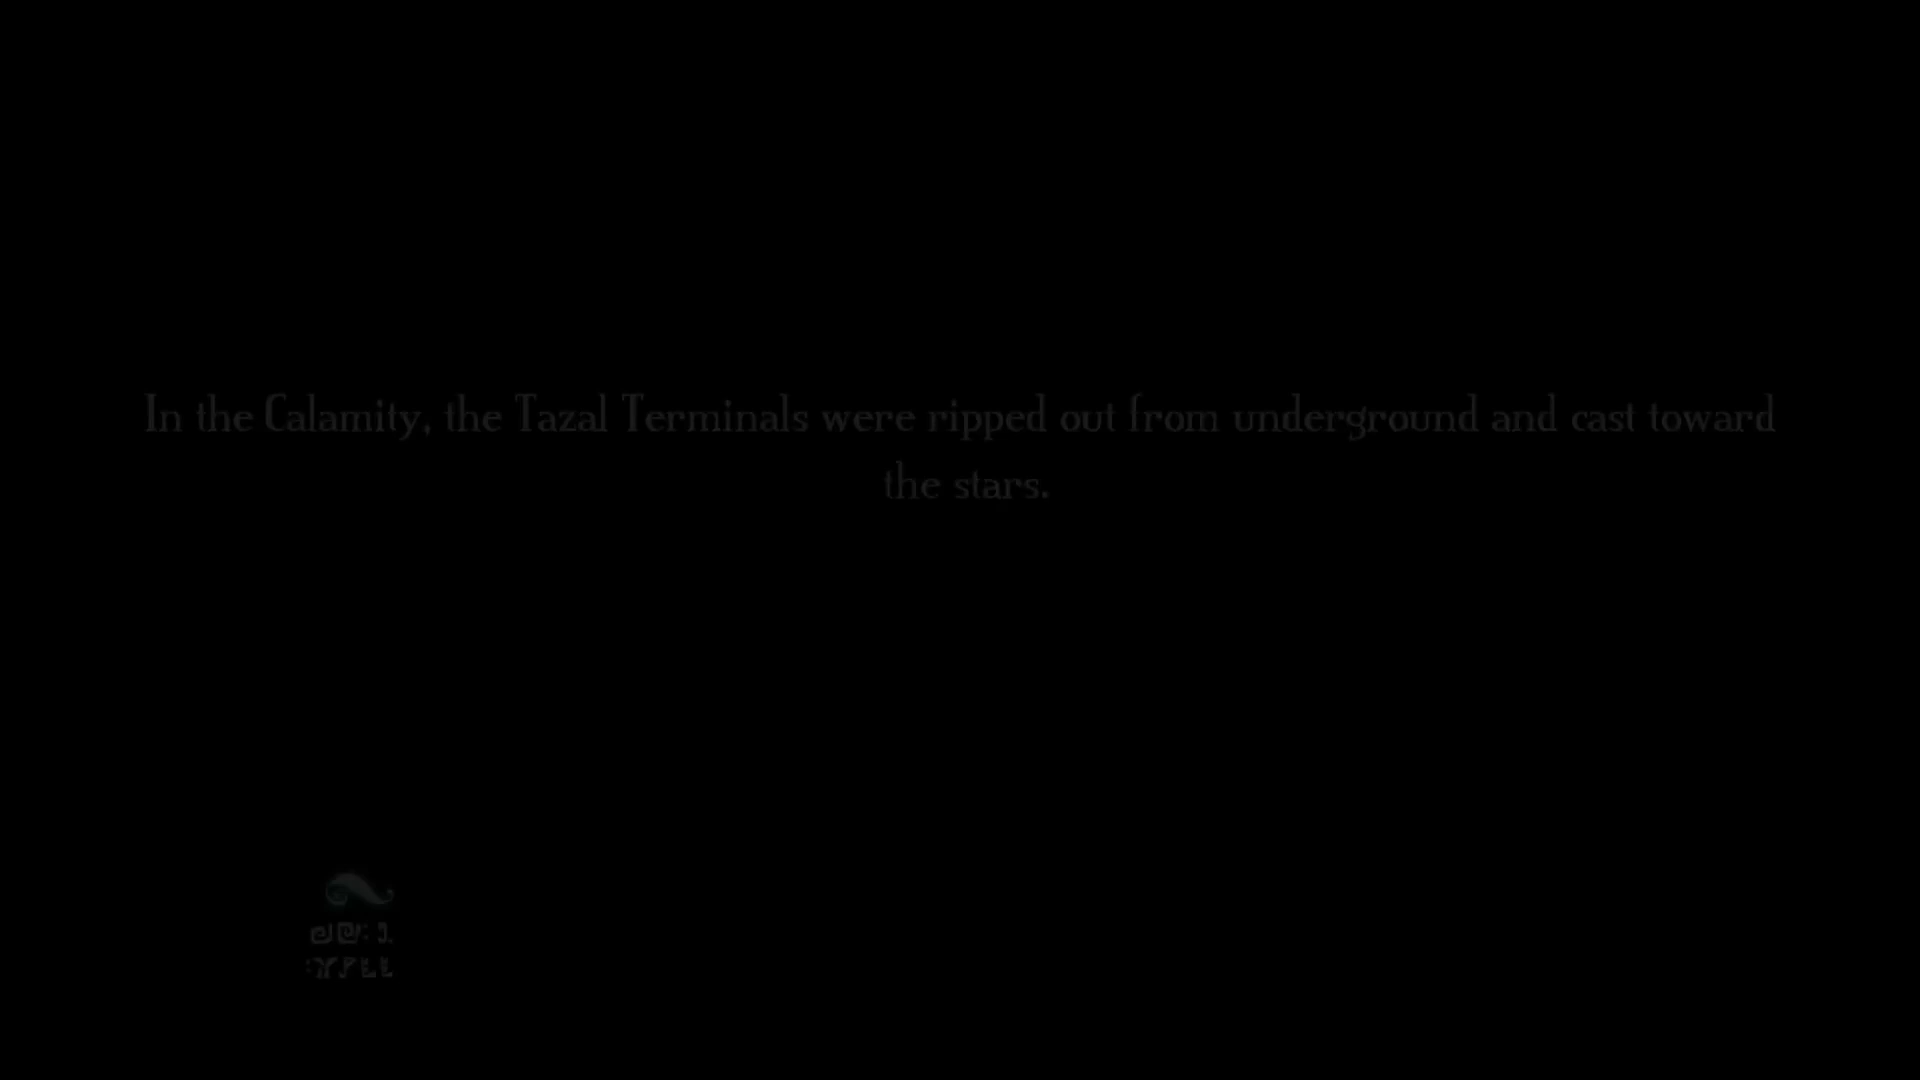 In the Calamity, the Tazal Terminals were ripped out from underground and cast toward
the stars.